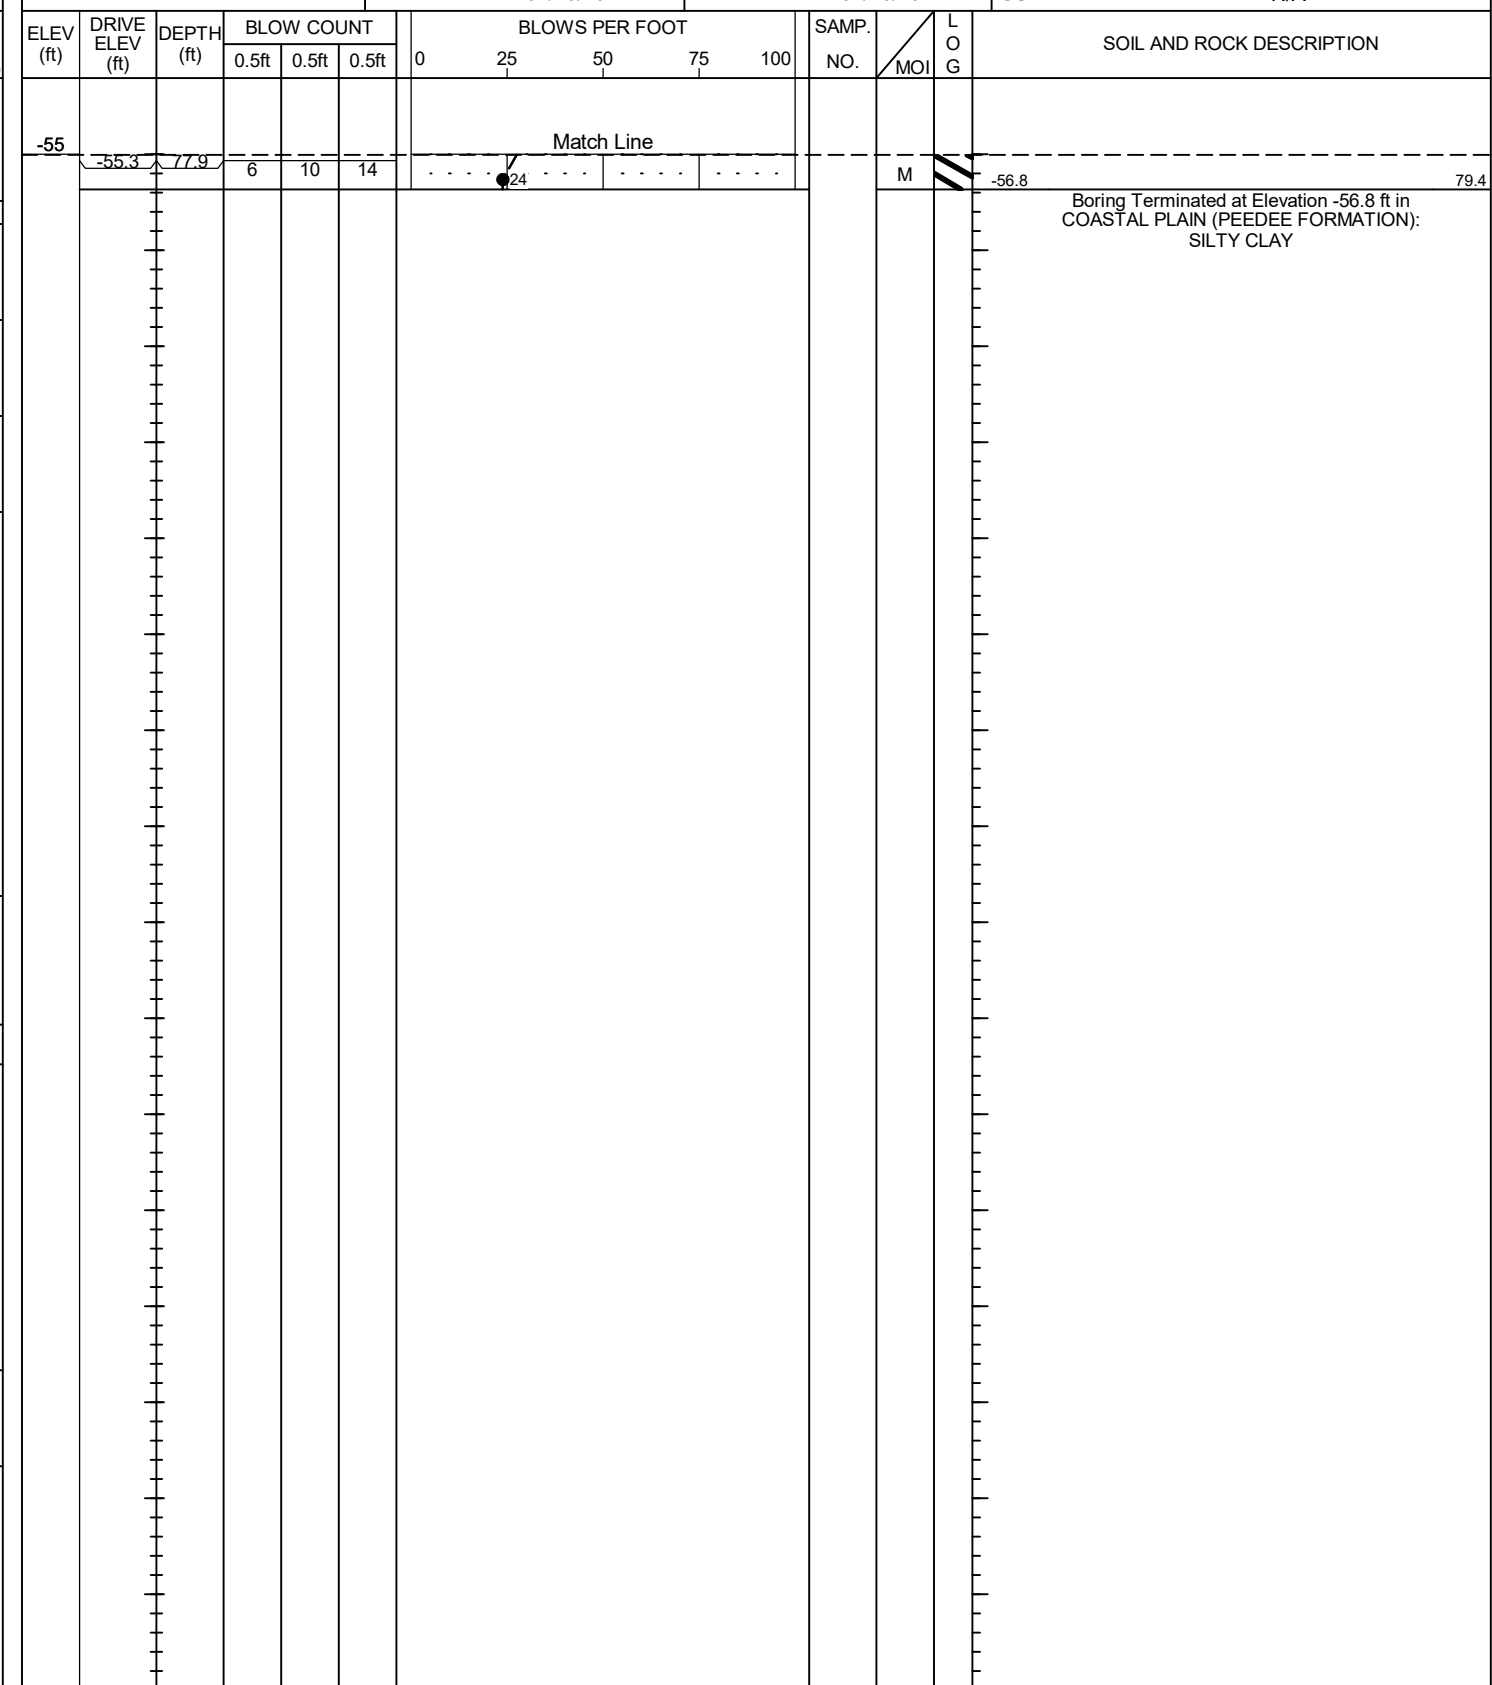 ELEV (ft) DRIVE ELEV (ft) DEPTH (ft) BLOW COUNT BLOWS PER FOOT SAMP. NO. MOI LOG SOIL AND ROCK DESCRIPTION
0.5ft 0.5ft 0.5ft 0 25 50 75 100
-55 Match Line
-55.3 77.9 6 10 14 24 M -56.8 79.4
Boring Terminated at Elevation -56.8 ft in
COASTAL PLAIN (PEEDEE FORMATION):
SILTY CLAY